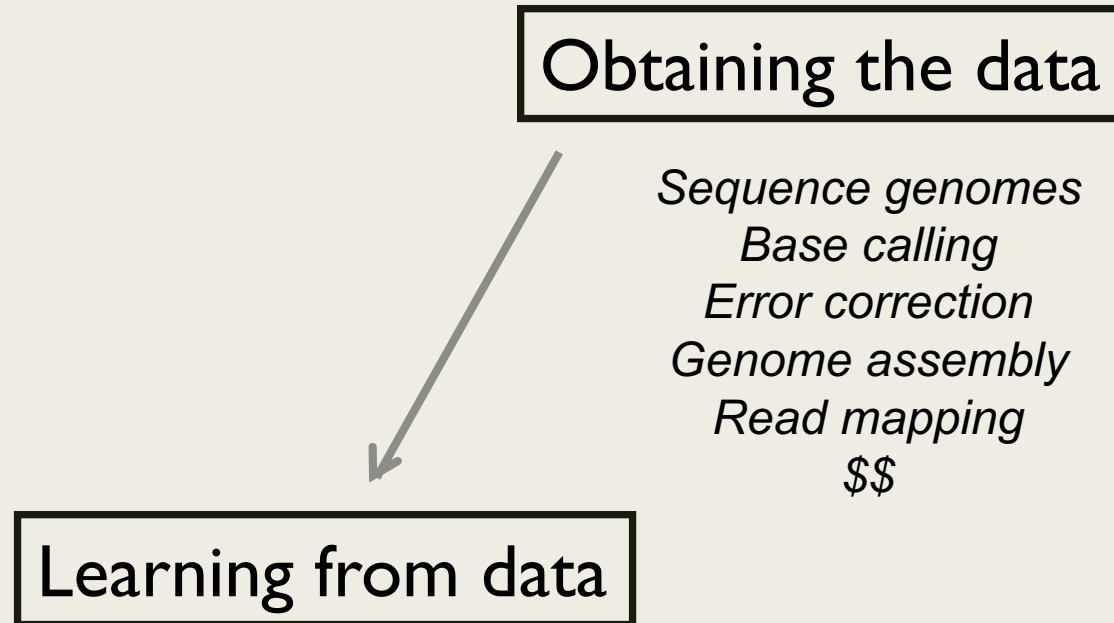 Obtaining the data
Sequence genomes
Base calling
Error correction
Genome assembly
Read mapping
$$
Learning from data